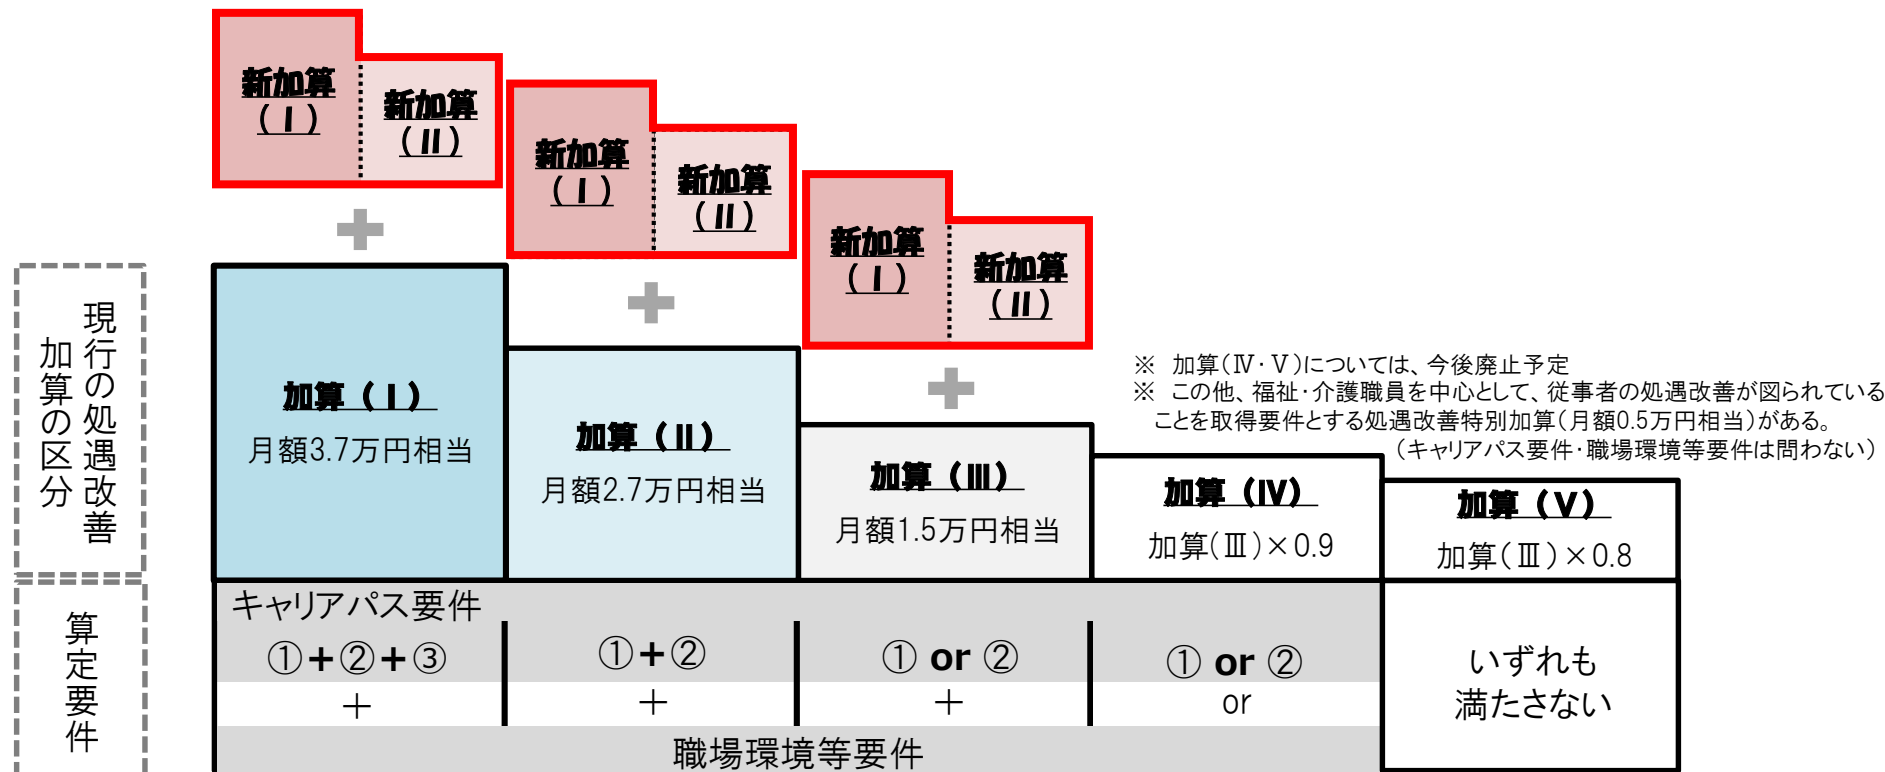 新加算
(Ⅰ)
新加算
(Ⅱ)
新加算
(Ⅰ)
新加算
(Ⅱ)
新加算
(Ⅰ)
新加算
(Ⅱ)
現行の処遇改善
加算の区分
加算(Ⅰ)
月額3.7万円相当
加算(Ⅱ)
月額2.7万円相当
加算(Ⅲ)
月額1.5万円相当
※ 加算(Ⅳ・Ⅴ)については、今後廃止予定
※ この他、福祉・介護職員を中心として、従事者の処遇改善が図られている
ことを取得要件とする処遇改善特別加算(月額0.5万円相当)がある。
(キャリアパス要件・職場環境等要件は問わない)
加算(Ⅳ)
加算(Ⅲ)×0.9
加算(Ⅴ)
加算(Ⅲ)×0.8
算定要件
キャリアパス要件
①+②+③
①+②
① or ②
① or ②
+
+
+
or
職場環境等要件
いずれも
満たさない